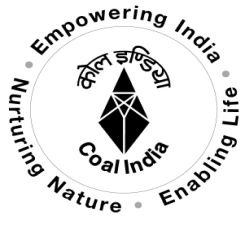 Empowering India
Enabling Life
Nurturing Nature
कोल इण्डिया
Coal India